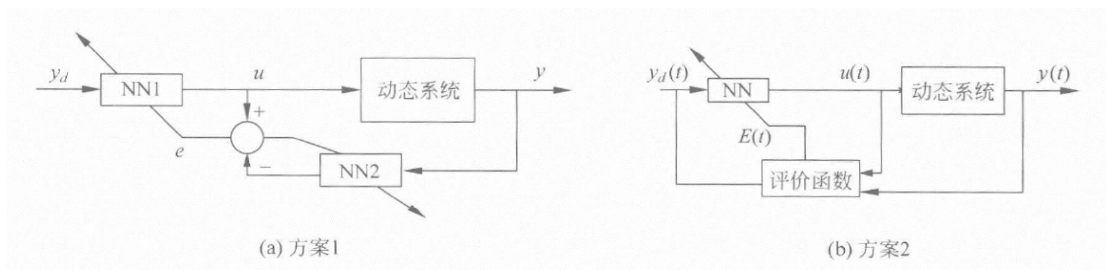 y_d
NN1
u
动态系统
y
+
e
−
NN2
(a) 方案1
y_d(t)
NN
u(t)
动态系统
y(t)
E(t)
评价函数
(b) 方案2